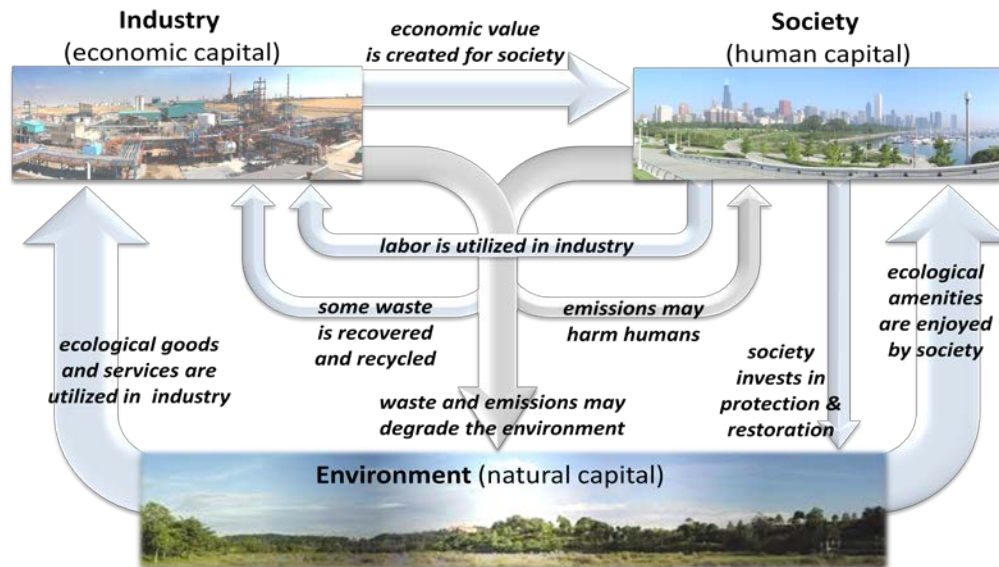 Industry
(economic capital)
economic value
is created for society
Society
(human capital)
labor is utilized in industry
some waste
is recovered
and recycled
emissions may
harm humans
ecological
amenities
are enjoyed
by society
ecological goods
and services are
utilized in industry
society
invests in
protection &
restoration
waste and emissions may
degrade the environment
Environment (natural capital)